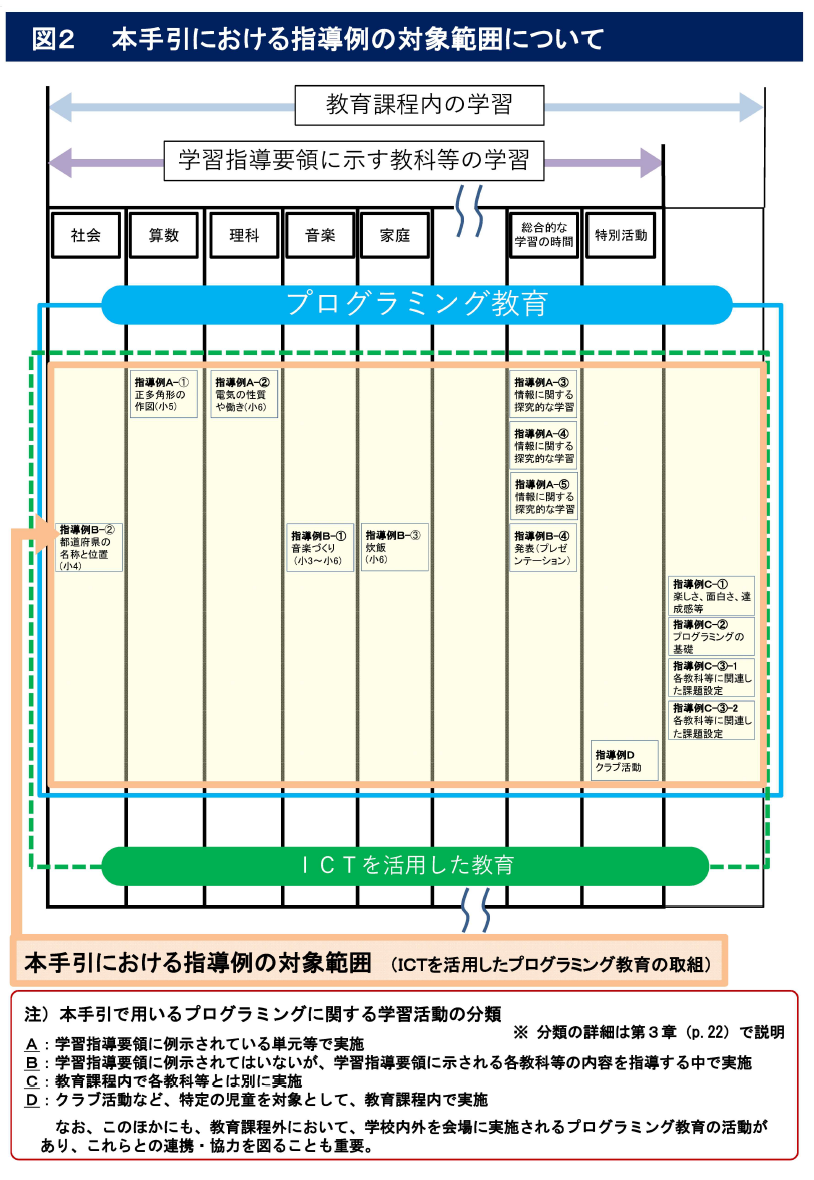 図2 本手引における指導例の対象範囲について
教育課程内の学習
学習指導要領に示す教科等の学習
社会
算数
理科
音楽
家庭
総合的な
学習の時間
特別活動
プログラミング教育
指導例A-①
正多角形の
作図(小5)
指導例A-②
電気の性質
や働き(小6)
指導例A-③
情報に関する
探究的な学習
指導例A-④
情報に関する
探究的な学習
指導例A-⑤
情報に関する
探究的な学習
指導例B-②
都道府県の
名称と位置
(小4)
指導例B-①
音楽づくり
(小3～小6)
指導例B-③
炊飯
(小6)
指導例B-④
発表(プレゼ
ンテーション)
指導例C-①
楽しさ、面白さ、達
成感等
指導例C-②
プログラミングの
基礎
指導例C-③-1
各教科等に関連し
た課題設定
指導例C-③-2
各教科等に関連し
た課題設定
指導例D
クラブ活動
ICTを活用した教育
本手引における指導例の対象範囲 (ICTを活用したプログラミング教育の取組)
注)本手引で用いるプログラミングに関する学習活動の分類
※ 分類の詳細は第3章(p.22)で説明
A:学習指導要領に例示されている単元等で実施
B:学習指導要領に例示されてはいないが、学習指導要領に示される各教科等の内容を指導する中で実施
C:教育課程内で各教科等とは別に実施
D:クラブ活動など、特定の児童を対象として、教育課程内で実施
なお、このほかにも、教育課程外において、学校内外を会場に実施されるプログラミング教育の活動が
あり、これらとの連携・協力を図ることも重要。